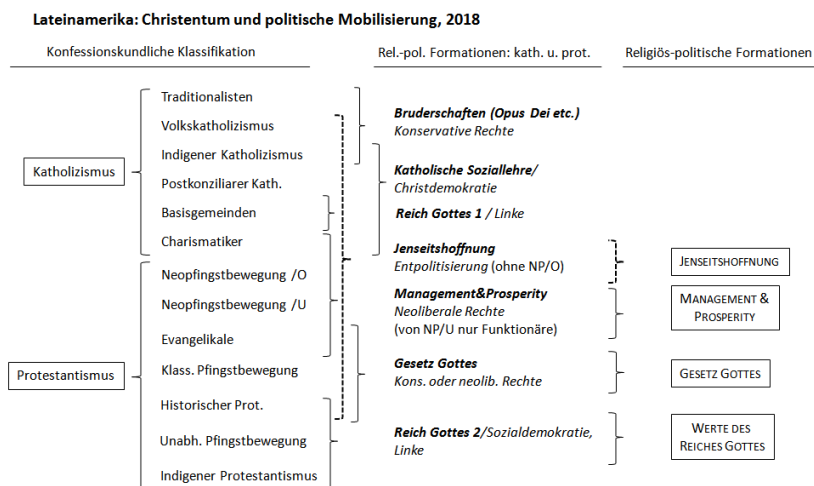 Lateinamerika: Christentum und politische Mobilisierung, 2018
Konfessionskundliche Klassifikation
Rel.-pol. Formationen: kath. u. prot.
Religiös-politische Formationen
Katholizismus
Traditionalisten
Volkskatholizismus
Indigener Katholizismus
Postkonziliarer Kath.
Basisgemeinden
Charismatiker
Protestantismus
Neopfingstbewegung /O
Neopfingstbewegung /U
Evangelikale
Klass. Pfingstbewegung
Historischer Prot.
Unabh. Pfingstbewegung
Indigener Protestantismus
Bruderschaften (Opus Dei etc.)
Konservative Rechte
Katholische Soziallehre/
Christdemokratie
Reich Gottes 1 / Linke
Jenseitshoffnung
Entpolitisierung (ohne NP/O)
Management&Prosperity
Neoliberale Rechte
(von NP/U nur Funktionäre)
Gesetz Gottes
Kons. oder neolib. Rechte
Reich Gottes 2/Sozialdemokratie,
Linke
JENSEITSHOFFNUNG
MANAGEMENT &
PROSPERITY
GESETZ GOTTES
WERTE DES
REICHES GOTTES